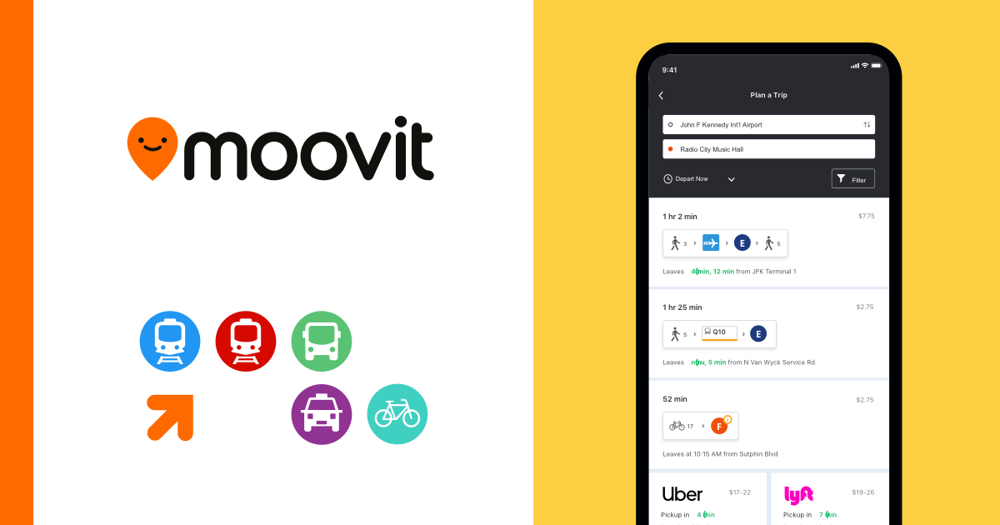 moovit
9:41
Plan a Trip
John F Kennedy Int'l Airport
Radio City Music Hall
Depart Now
Filter
1 hr 2 min
$7.75
3
E
5
Leaves 4 min, 12 min from JFK Terminal 1
1 hr 25 min
$2.75
5
Q10
E
Leaves now, 5 min from N Van Wyck Service Rd
52 min
$2.75
17
F
Leaves at 10:15 AM from Sutphin Blvd
Uber
$17-22
Pickup in 4 min
lyft
$19-26
Pickup in 7 min